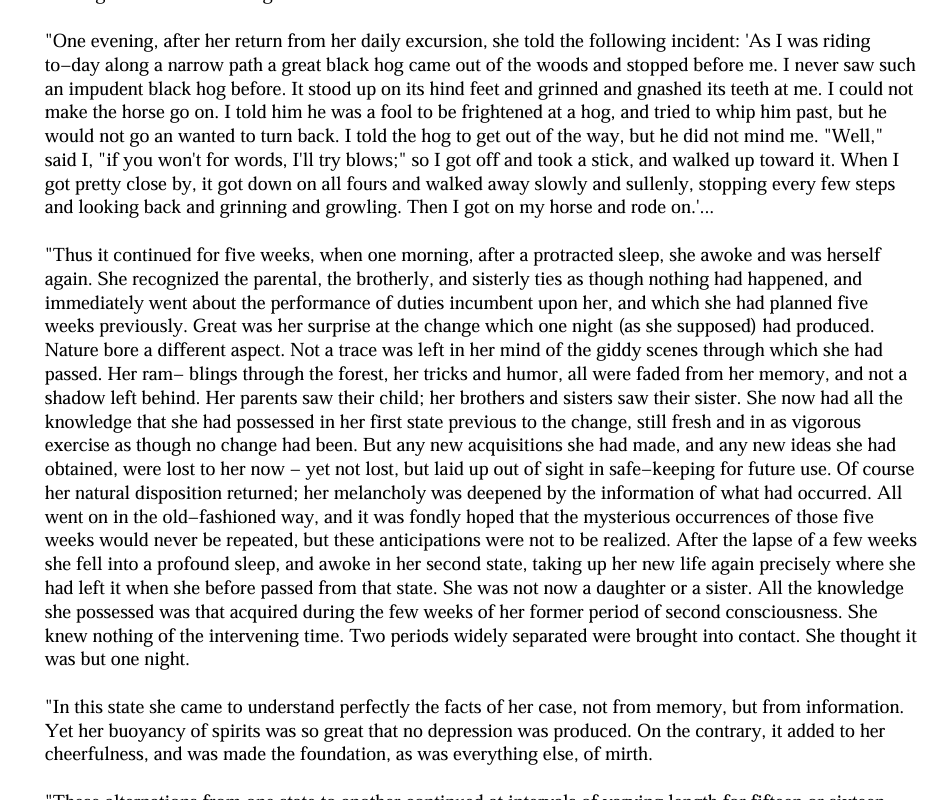 "One evening, after her return from her daily excursion, she told the following incident: 'As I was riding
to−day along a narrow path a great black hog came out of the woods and stopped before me. I never saw such
an impudent black hog before. It stood up on its hind feet and grinned and gnashed its teeth at me. I could not
make the horse go on. I told him he was a fool to be frightened at a hog, and tried to whip him past, but he
would not go an wanted to turn back. I told the hog to get out of the way, but he did not mind me. "Well,"
said I, "if you won't for words, I'll try blows;" so I got off and took a stick, and walked up toward it. When I
got pretty close by, it got down on all fours and walked away slowly and sullenly, stopping every few steps
and looking back and grinning and growling. Then I got on my horse and rode on.'...
"Thus it continued for five weeks, when one morning, after a protracted sleep, she awoke and was herself
again. She recognized the parental, the brotherly, and sisterly ties as though nothing had happened, and
immediately went about the performance of duties incumbent upon her, and which she had planned five
weeks previously. Great was her surprise at the change which one night (as she supposed) had produced.
Nature bore a different aspect. Not a trace was left in her mind of the giddy scenes through which she had
passed. Her ram− blings through the forest, her tricks and humor, all were faded from her memory, and not a
shadow left behind. Her parents saw their child; her brothers and sisters saw their sister. She now had all the
knowledge that she had possessed in her first state previous to the change, still fresh and in as vigorous
exercise as though no change had been. But any new acquisitions she had made, and any new ideas she had
obtained, were lost to her now − yet not lost, but laid up out of sight in safe−keeping for future use. Of course
her natural disposition returned; her melancholy was deepened by the information of what had occurred. All
went on in the old−fashioned way, and it was fondly hoped that the mysterious occurrences of those five
weeks would never be repeated, but these anticipations were not to be realized. After the lapse of a few weeks
she fell into a profound sleep, and awoke in her second state, taking up her new life again precisely where she
had left it when she before passed from that state. She was not now a daughter or a sister. All the knowledge
she possessed was that acquired during the few weeks of her former period of second consciousness. She
knew nothing of the intervening time. Two periods widely separated were brought into contact. She thought it
was but one night.
"In this state she came to understand perfectly the facts of her case, not from memory, but from information.
Yet her buoyancy of spirits was so great that no depression was produced. On the contrary, it added to her
cheerfulness, and was made the foundation, as was everything else, of mirth.
"These alternations from one state to another continued at intervals of varying length for fifteen or sixteen